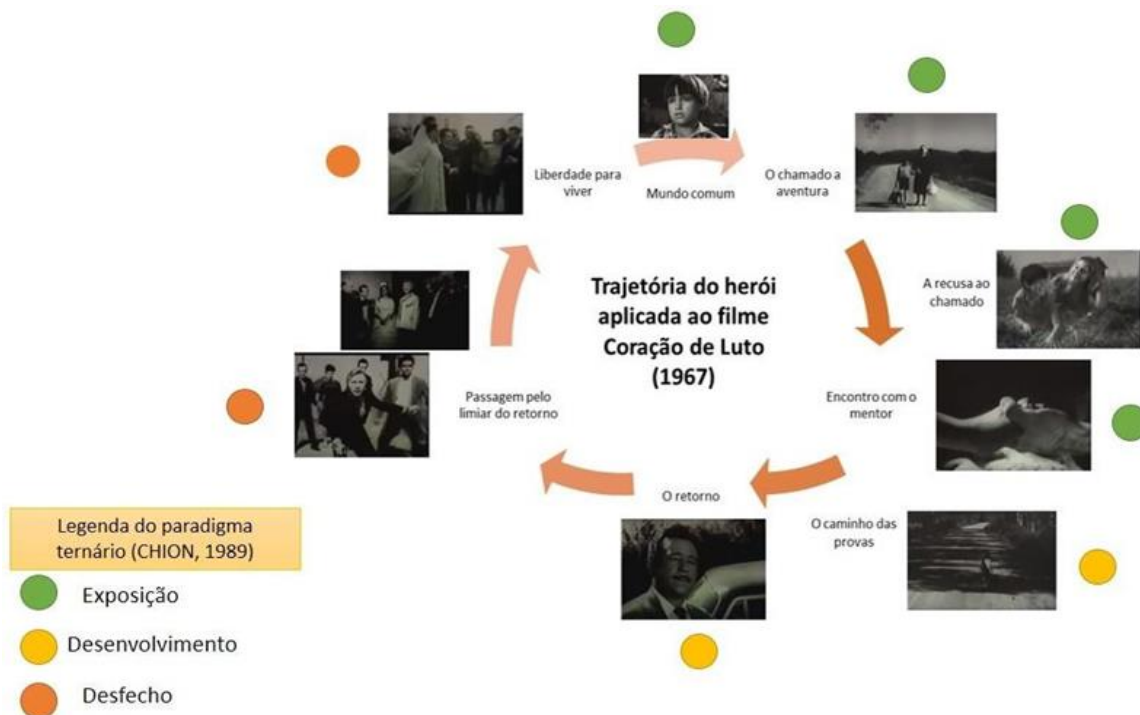 Liberdade para
viver
Mundo comum
O chamado a
aventura
A recusa ao
chamado
Trajetória do herói
aplicada ao filme
Coração de Luto
(1967)
Encontro com o
mentor
Passagem pelo
limiar do retorno
O retorno
O caminho das
provas
Legenda do paradigma
ternário (CHION, 1989)
Exposição
Desenvolvimento
Desfecho